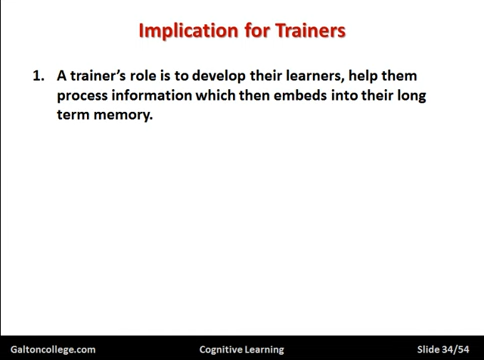 Implication for Trainers
1. A trainer's role is to develop their learners, help them
process information which then embeds into their long
term memory.
Galtoncollege.com Cognitive Learning Slide 34/54